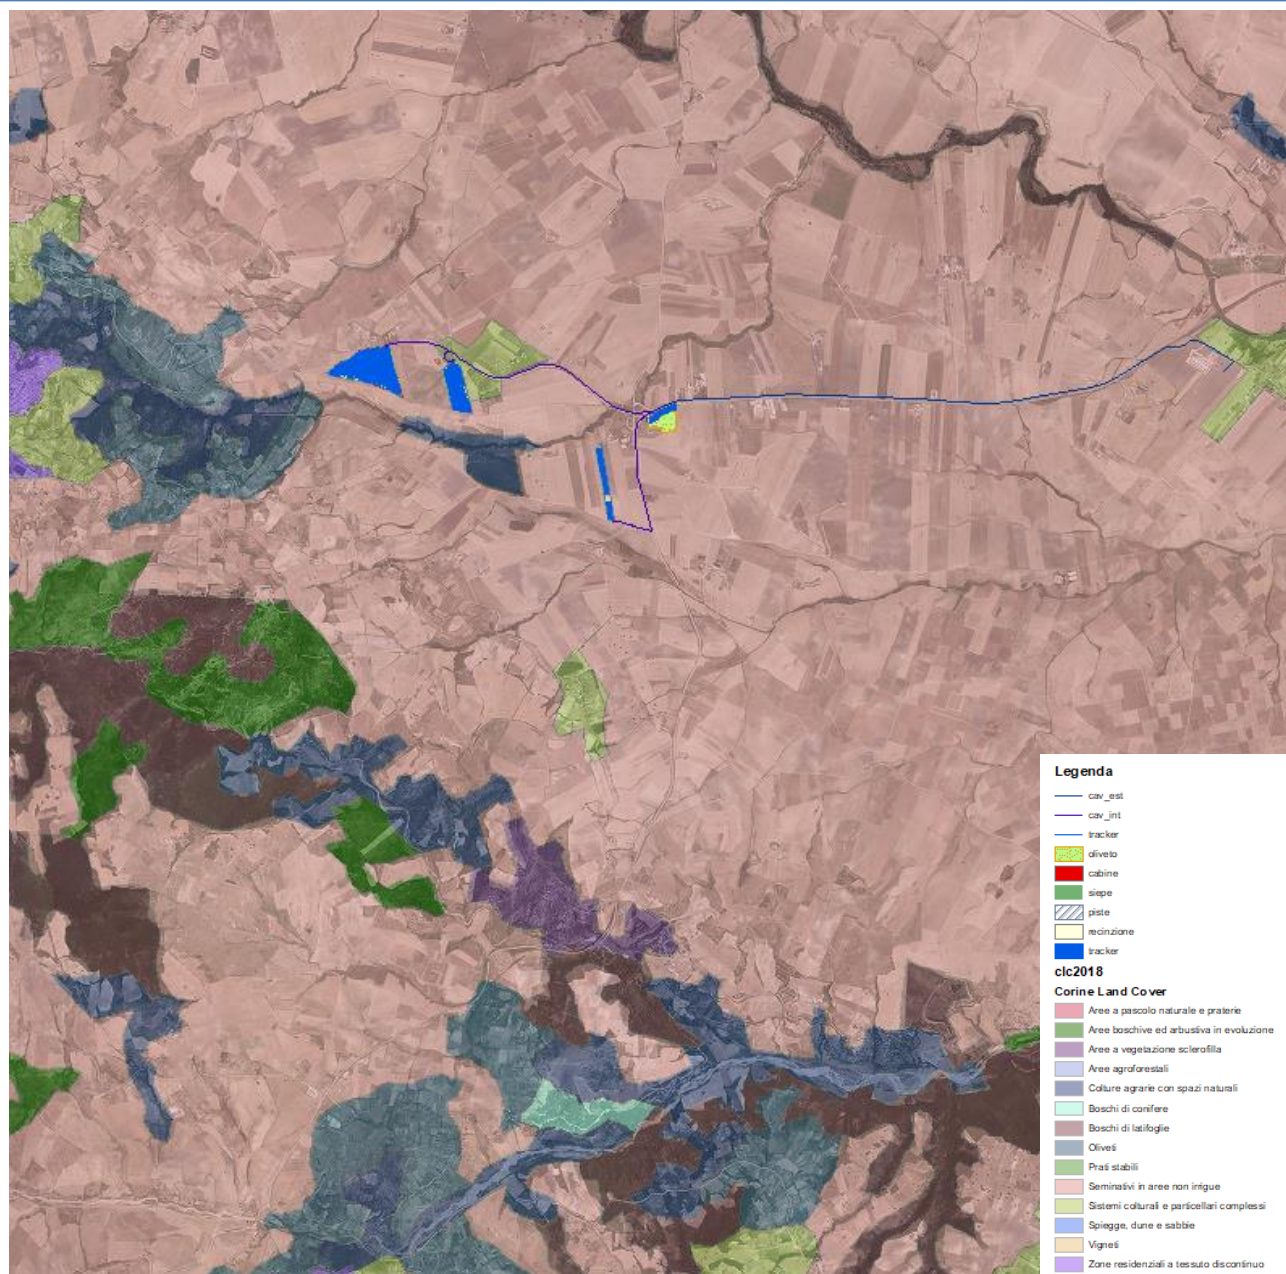 Legenda
cav_est
cav_int
tracker
oliveto
cabine
siepe
piste
recinzione
tracker
clc2018
Corine Land Cover
Aree a pascolo naturale e praterie
Aree boschive ed arbustiva in evoluzione
Aree a vegetazione sclerofilla
Aree agroforestali
Colture agrarie con spazi naturali
Boschi di conifere
Boschi di latifoglie
Oliveti
Prati stabili
Seminativi in aree non irrigue
Sistemi colturali e particellari complessi
Spiegge, dune e sabbie
Vigneti
Zone residenziali a tessuto discontinuo